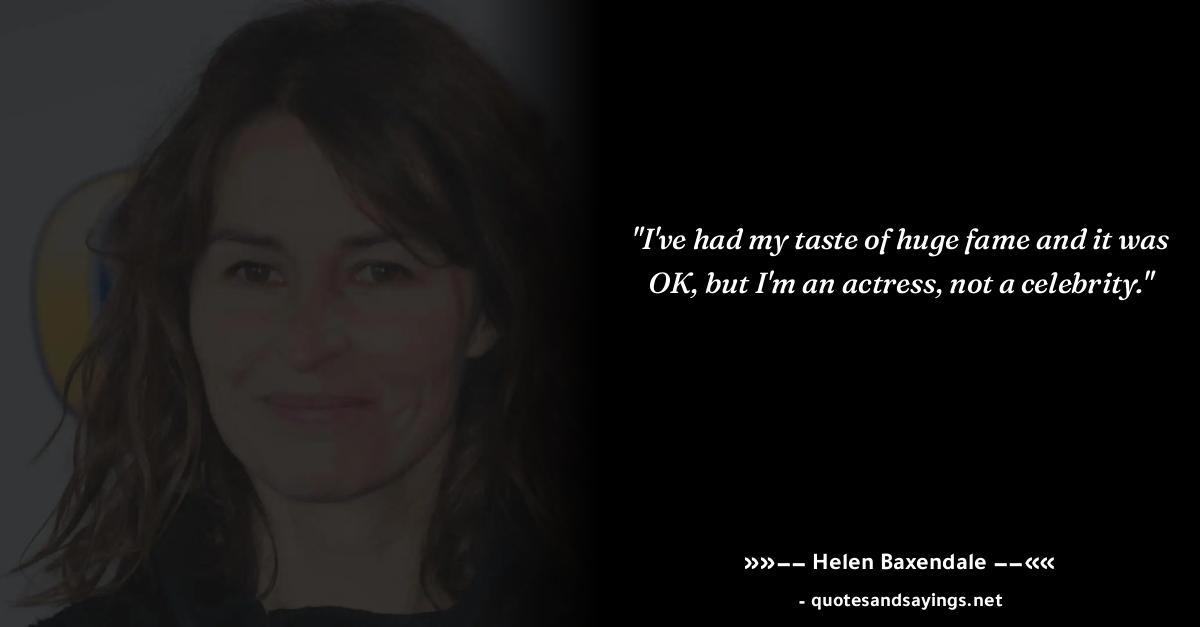 "I've had my taste of huge fame and it was
OK, but I'm an actress, not a celebrity."
»»-- Helen Baxendale --««
- quotesandsayings.net